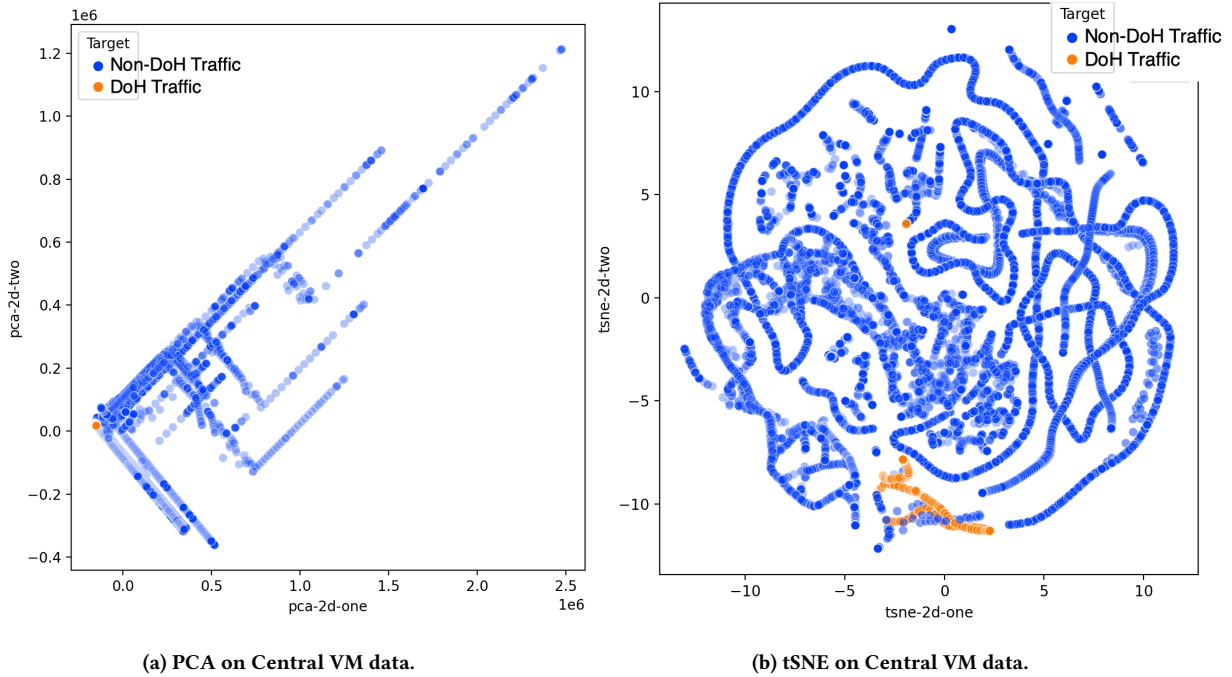 1e6
Target
Non-DoH Traffic
DoH Traffic
1.2
1.0
0.8
0.6
0.4
0.2
0.0
−0.2
−0.4
pca-2d-two
0.0 0.5 1.0 1.5 2.0 2.5
pca-2d-one
1e6
(a) PCA on Central VM data.
Target
Non-DoH Traffic
DoH Traffic
10
5
0
−5
−10
tsne-2d-two
−10 −5 0 5 10
tsne-2d-one
(b) tSNE on Central VM data.